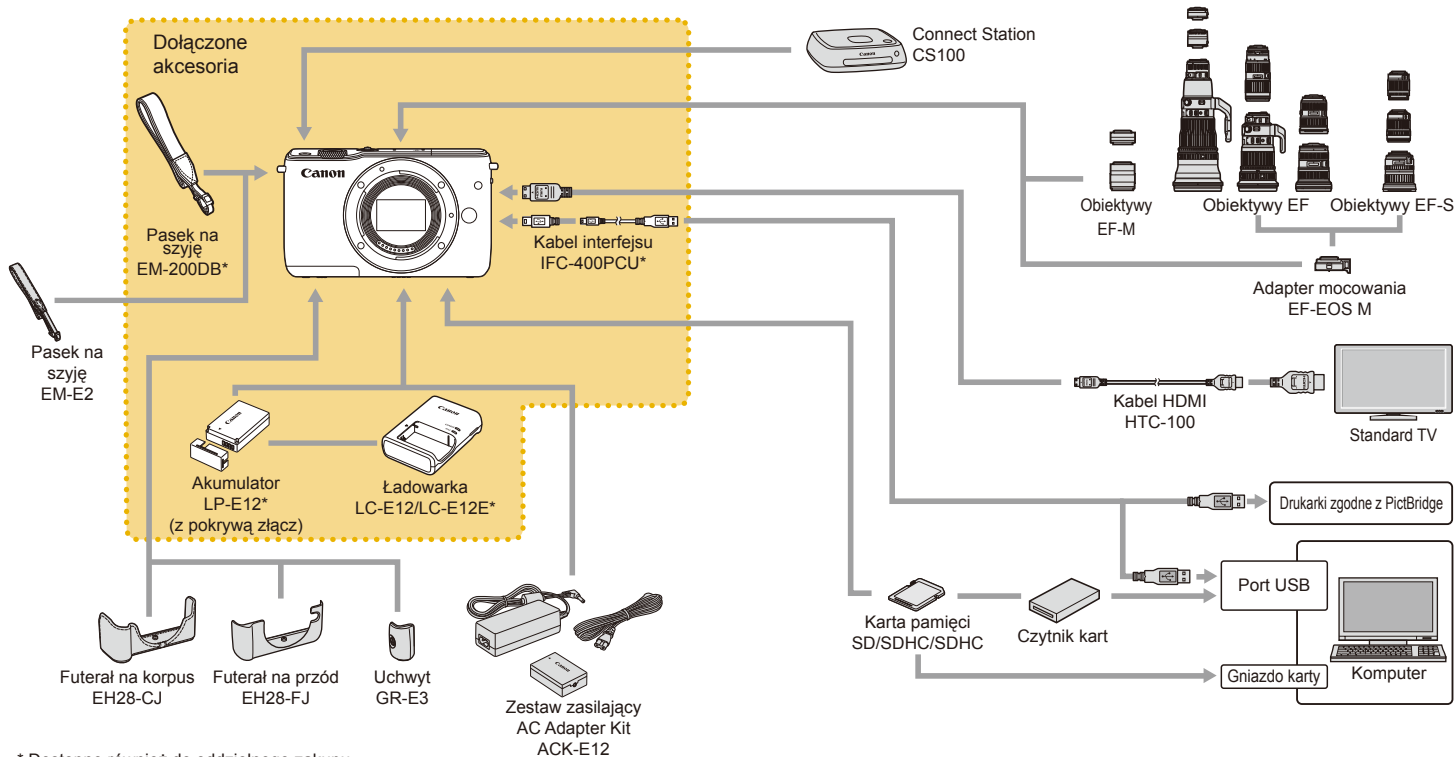 Dołączone
akcesoria
Connect Station
CS100
Canon
Canon
Pasek na
szyję
EM-200DB*
Kabel interfejsu
IFC-400PCU*
Obiektywy
EF-M
Obiektywy EF
Obiektywy EF-S
Adapter mocowania
EF-EOS M
Pasek na
szyję
EM-E2
Kabel HDMI
HTC-100
Standard TV
Canon
Canon
Akumulator
LP-E12*
(z pokrywą złącz)
Ładowarka
LC-E12/LC-E12E*
Drukarki zgodne z PictBridge
Port USB
Karta pamięci
SD/SDHC/SDHC
Czytnik kart
Gniazdo karty
Komputer
Futerał na korpus
EH28-CJ
Futerał na przód
EH28-FJ
Uchwyt
GR-E3
Canon
Zestaw zasilający
AC Adapter Kit
ACK-E12